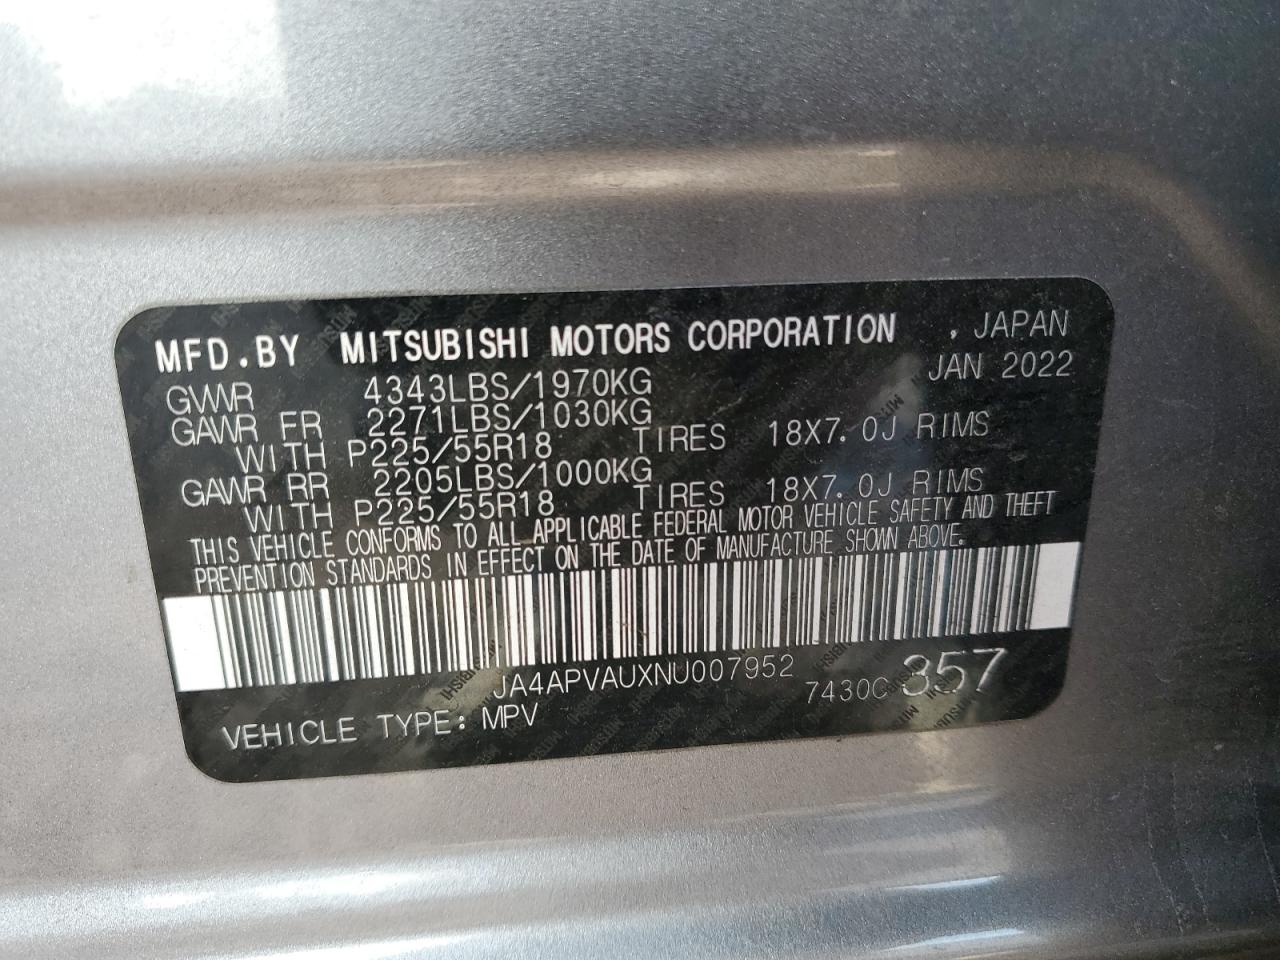 MFD.BY MITSUBISHI MOTORS CORPORATION , JAPAN
JAN 2022
GVWR 4343LBS/1970KG
GAWR FR 2271LBS/1030KG
WITH P225/55R18 TIRES 18X7.0J RIMS
GAWR RR 2205LBS/1000KG
WITH P225/55R18 TIRES 18X7.0J RIMS
THIS VEHICLE CONFORMS TO ALL APPLICABLE FEDERAL MOTOR VEHICLE SAFETY AND THEFT
PREVENTION STANDARDS IN EFFECT ON THE DATE OF MANUFACTURE SHOWN ABOVE.
JA4APVAUXNU007952
7430C 357
VEHICLE TYPE: MPV